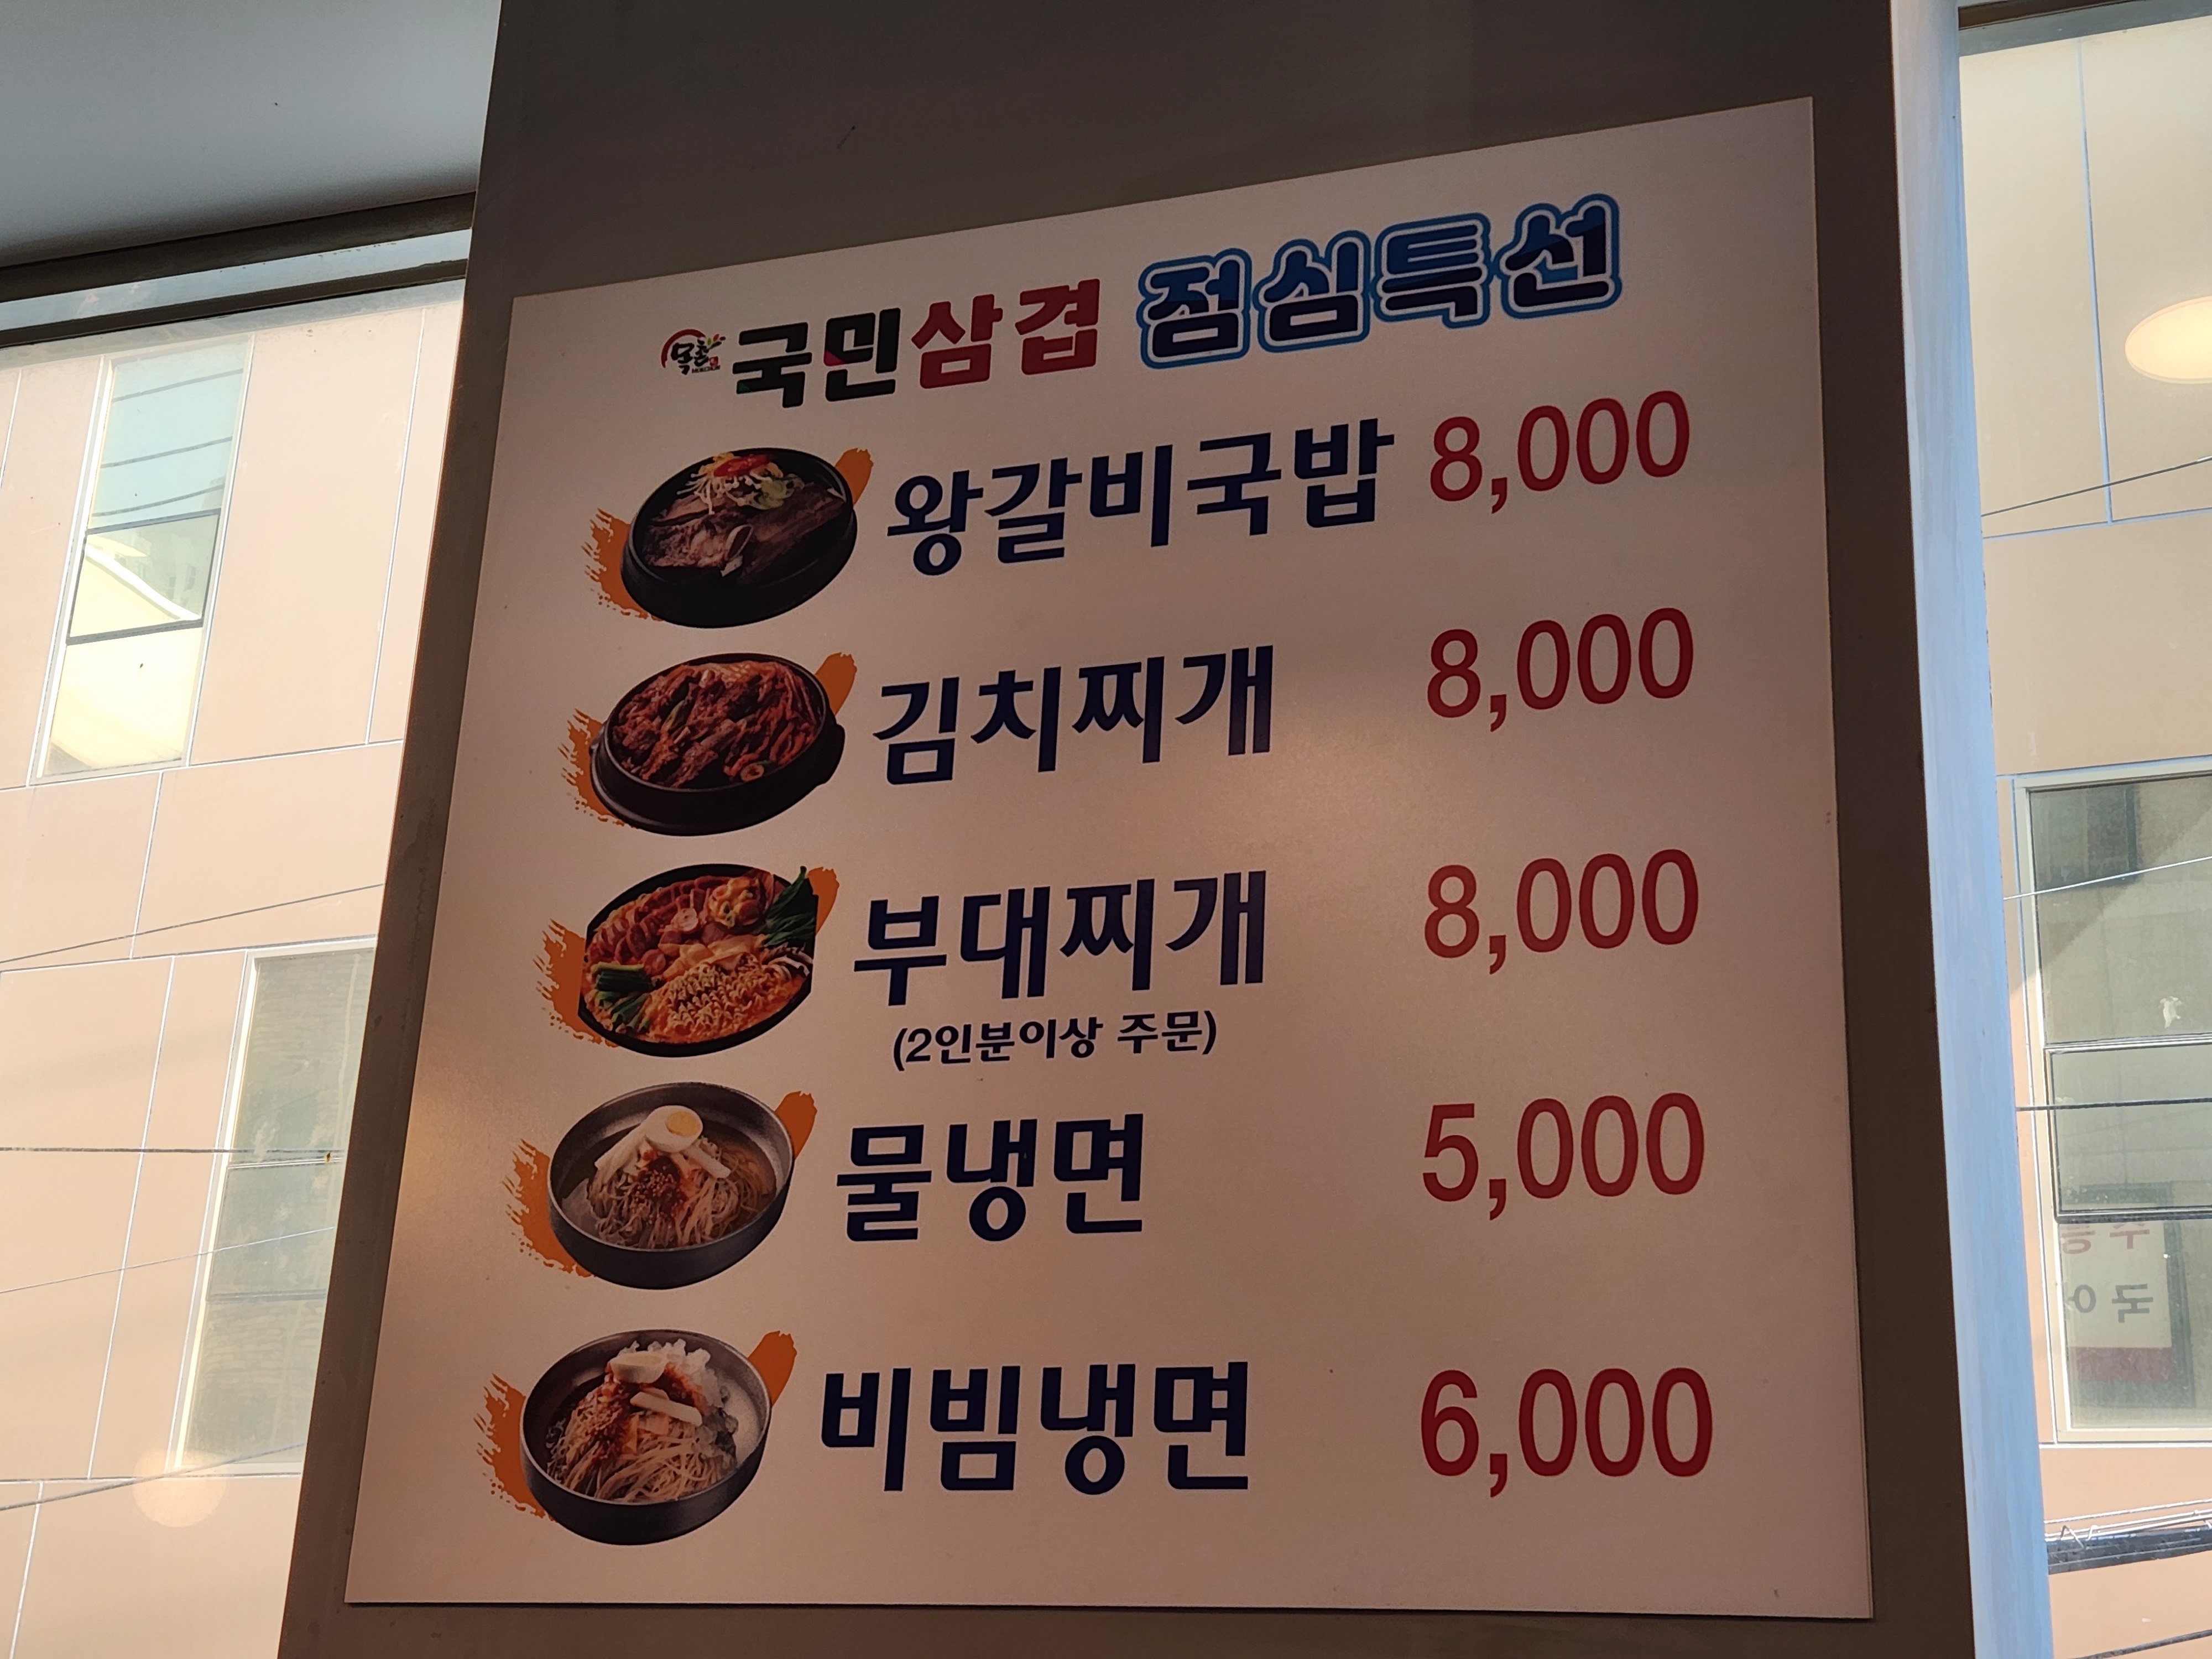 목촌 국민삼겹 점심특선
왕갈비국밥 8,000
김치찌개 8,000
부대찌개 8,000
(2인분이상 주문)
물냉면 5,000
비빔냉면 6,000